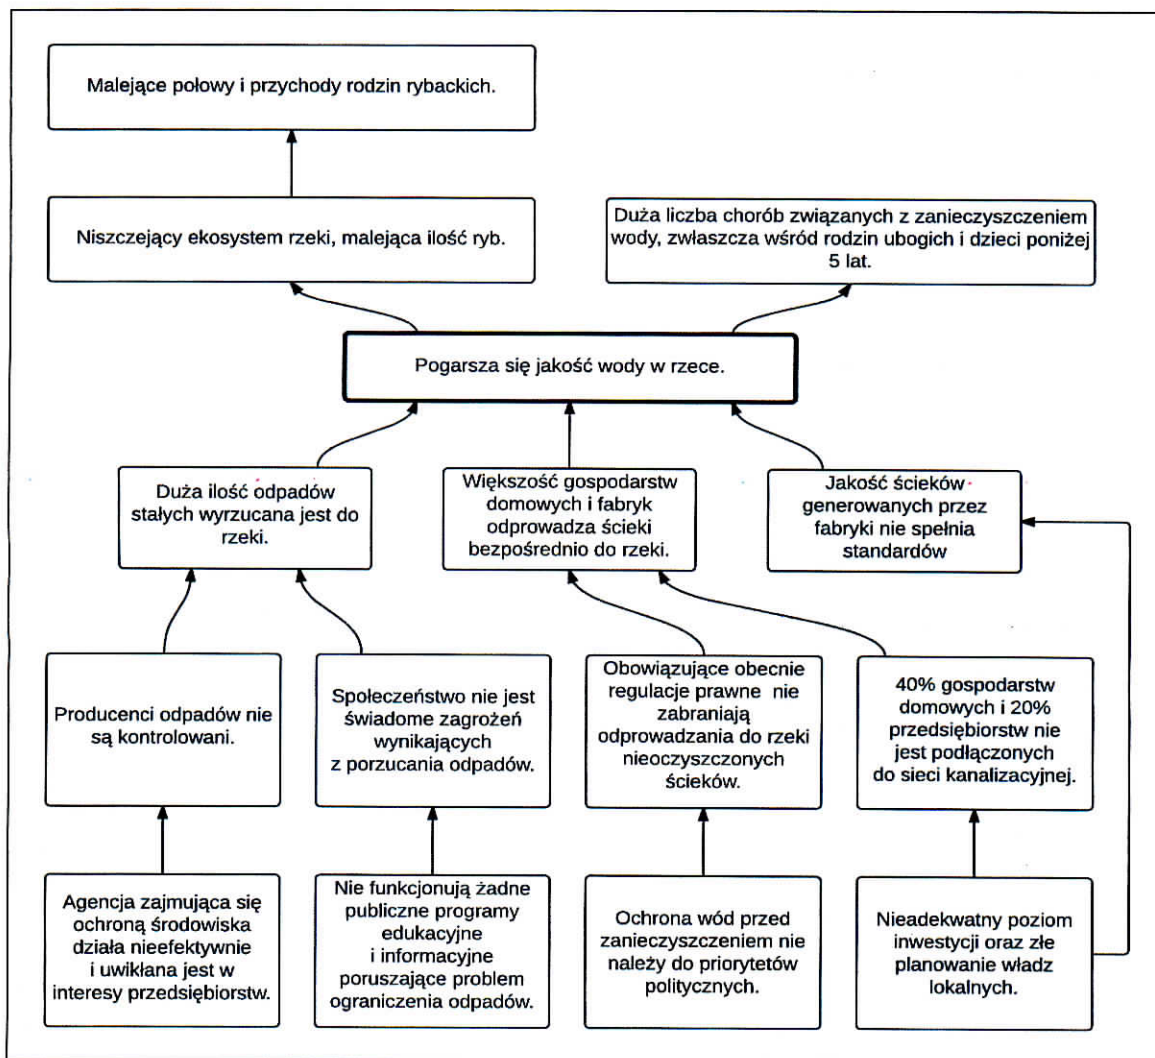 Malejące połowy i przychody rodzin rybackich.
Niszczejący ekosystem rzeki, malejąca ilość ryb.
Duża liczba chorób związanych z zanieczyszczeniem
wody, zwłaszcza wśród rodzin ubogich i dzieci poniżej
5 lat.
Pogarsza się jakość wody w rzece.
Duża ilość odpadów
stałych wyrzucana jest do
rzeki.
Większość gospodarstw
domowych i fabryk
odprowadza ścieki
bezpośrednio do rzeki.
Jakość ścieków
generowanych przez
fabryki nie spełnia
standardów
Producenci odpadów nie
są kontrolowani.
Społeczeństwo nie jest
świadome zagrożeń
wynikających
z porzucania odpadów.
Obowiązujące obecnie
regulacje prawne nie
zabraniają
odprowadzania do rzeki
nieoczyszczonych
ścieków.
40% gospodarstw
domowych i 20%
przedsiębiorstw nie
jest podłączonych
do sieci kanalizacyjnej.
Agencja zajmująca się
ochroną środowiska
działa nieefektywnie
i uwikłana jest w
interesy przedsiębiorstw.
Nie funkcjonują żadne
publiczne programy
edukacyjne
i informacyjne
poruszające problem
ograniczenia odpadów.
Ochrona wód przed
zanieczyszczeniem nie
należy do priorytetów
politycznych.
Nieadekwatny poziom
inwestycji oraz złe
planowanie władz
lokalnych.